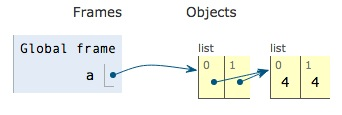 Frames Objects
Global frame
list list
0 1 0 1
a
4 4